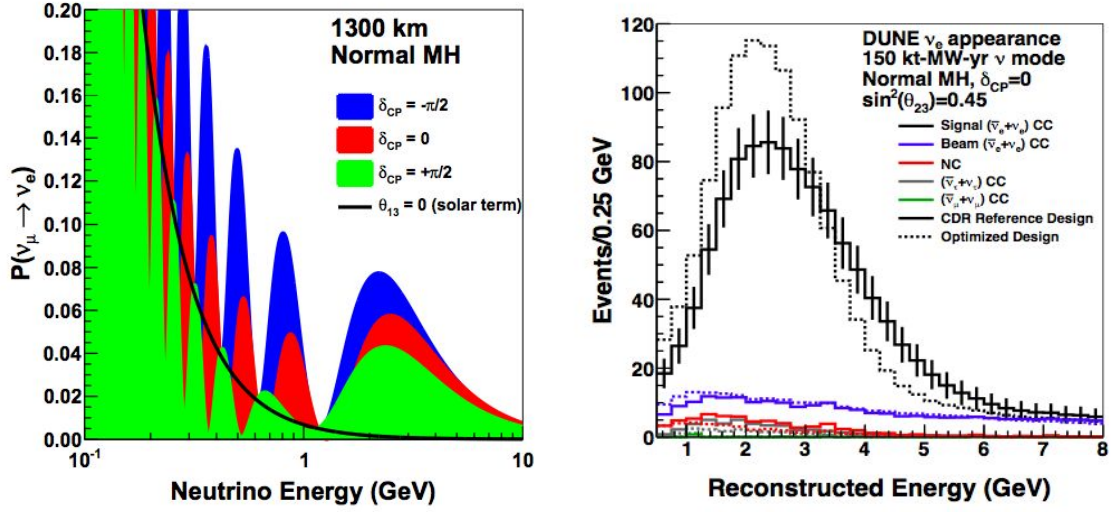 1300 km
Normal MH
δCP = -π/2
δCP = 0
δCP = +π/2
θ13 = 0 (solar term)
P(νμ → νe)
0.20
0.18
0.16
0.14
0.12
0.10
0.08
0.06
0.04
0.02
0.00
10-1
1
10
Neutrino Energy (GeV)
DUNE νe appearance
150 kt-MW-yr ν mode
Normal MH, δCP=0
sin2(θ23)=0.45
Signal (ν̄e+νe) CC
Beam (ν̄e+νe) CC
NC
(ν̄τ+ντ) CC
(ν̄μ+νμ) CC
CDR Reference Design
Optimized Design
Events/0.25 GeV
120
100
80
60
40
20
0
1 2 3 4 5 6 7 8
Reconstructed Energy (GeV)